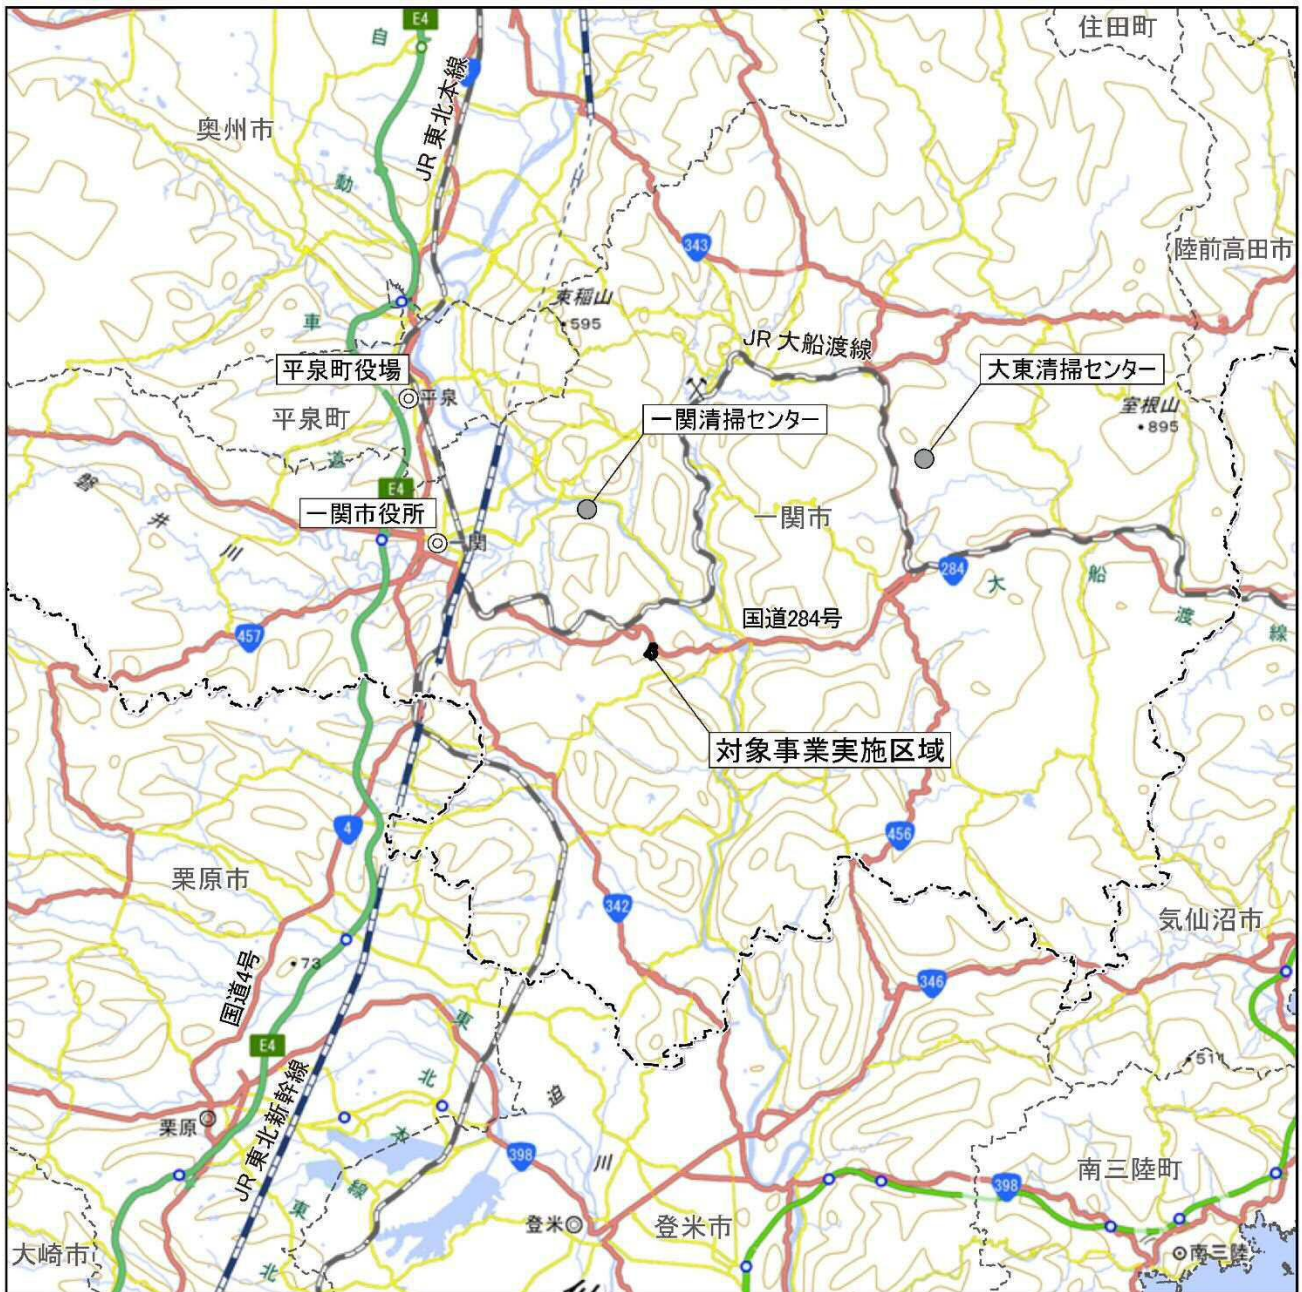 E4
自
住田町
JR 東北本線
奥州市
動
343
陸前高田市
束稲山
595
車
JR 大船渡線
平泉町役場
平泉
大東清掃センター
平泉町
一関清掃センター
室根山
895
道
磐
井
川
E4
一関市役所
一関
一関市
284
大
船
渡
線
国道284号
457
対象事業実施区域
4
456
栗原市
342
気仙沼市
73
国道4号
346
E4
東
北
本
線
511
JR 東北新幹線
迫
川
栗原
398
南三陸町
398
東
北
登米
登米市
大崎市
南三陸